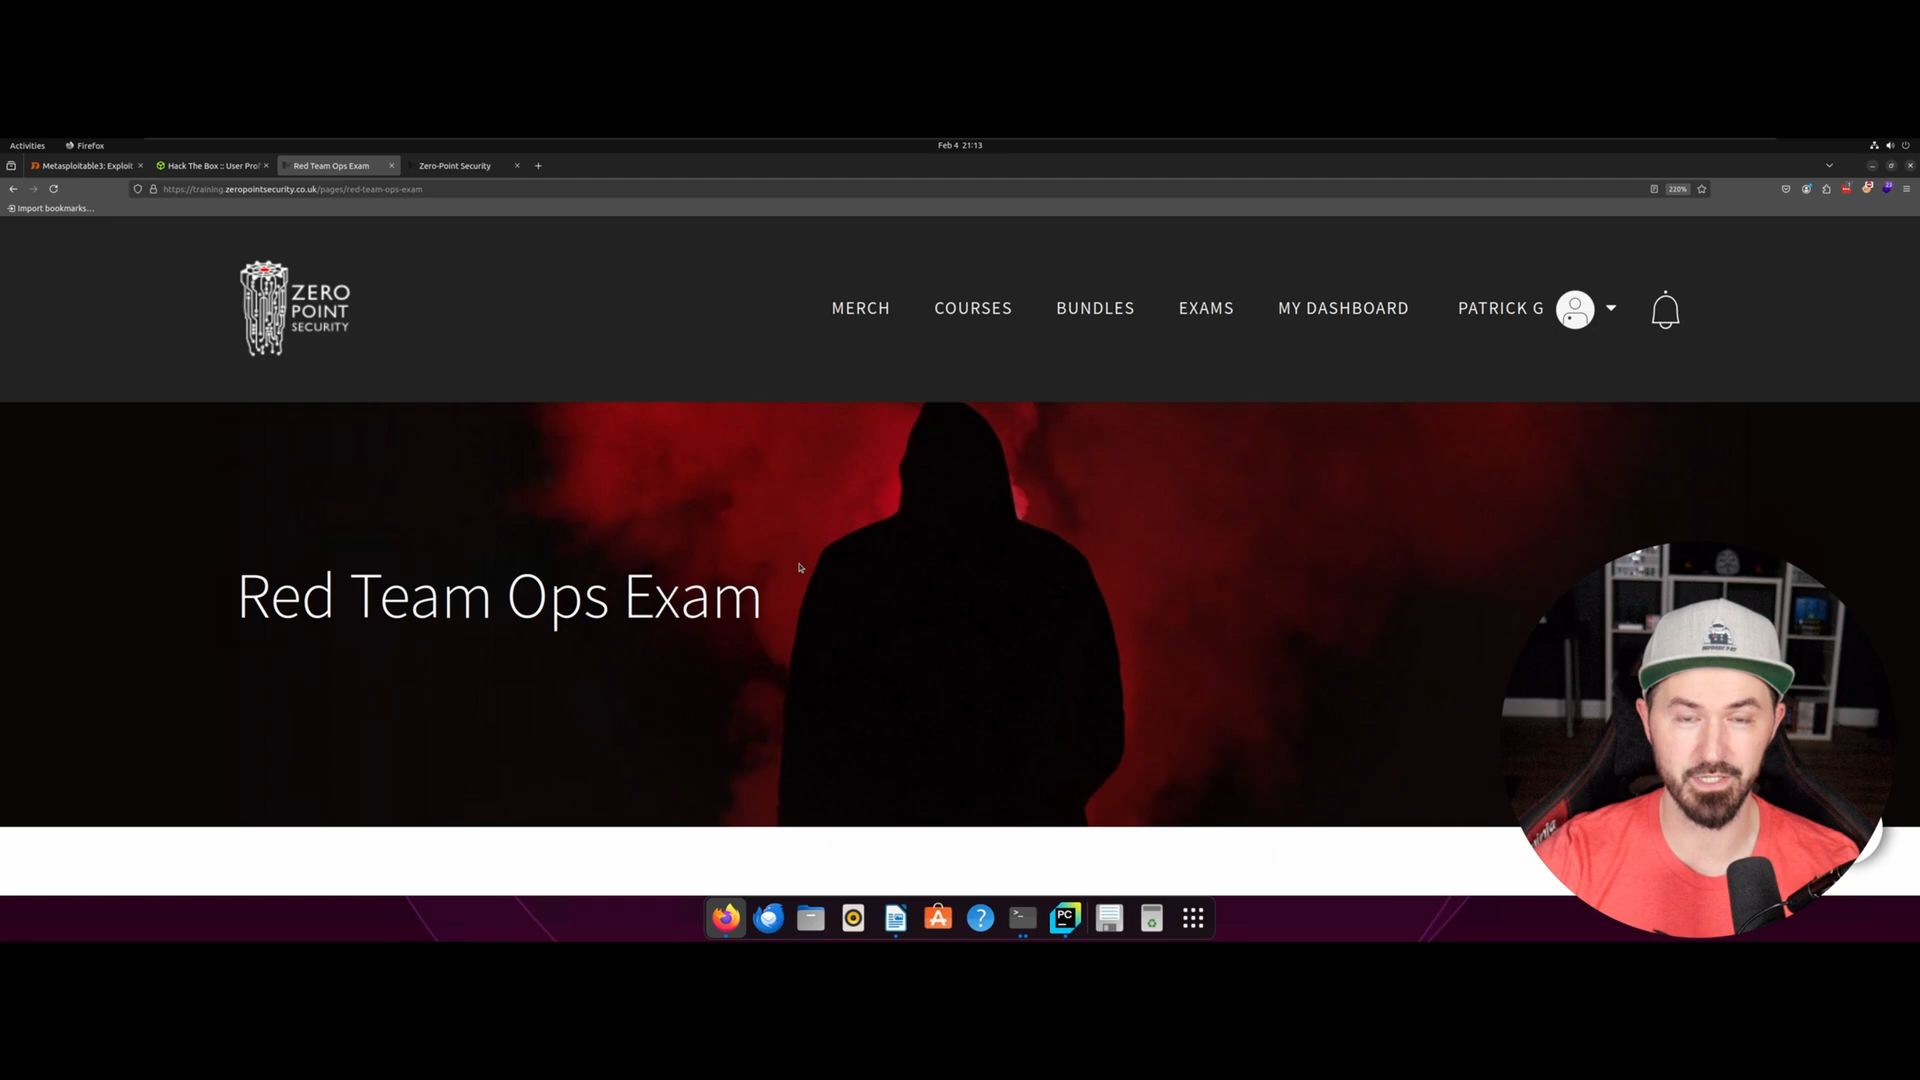 Activities
Firefox
Feb 4 21:13
Metasploitable3: Exploit
Hack The Box :: User Prof
Red Team Ops Exam
Zero-Point Security
https://training.zeropointsecurity.co.uk/pages/red-team-ops-exam
220%
Import bookmarks...
ZERO
POINT
SECURITY
MERCH
COURSES
BUNDLES
EXAMS
MY DASHBOARD
PATRICK G
Red Team Ops Exam
PC